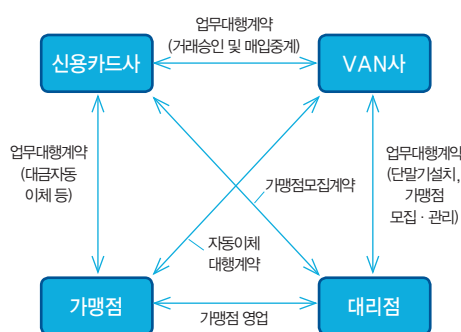 업무대행계약
(거래승인 및 매입중계)
신용카드사
VAN사
업무대행계약
(대금자동
이체 등)
업무대행계약
(단말기설치,
가맹점
모집 · 관리)
가맹점모집계약
자동이체
대행계약
가맹점
가맹점 영업
대리점